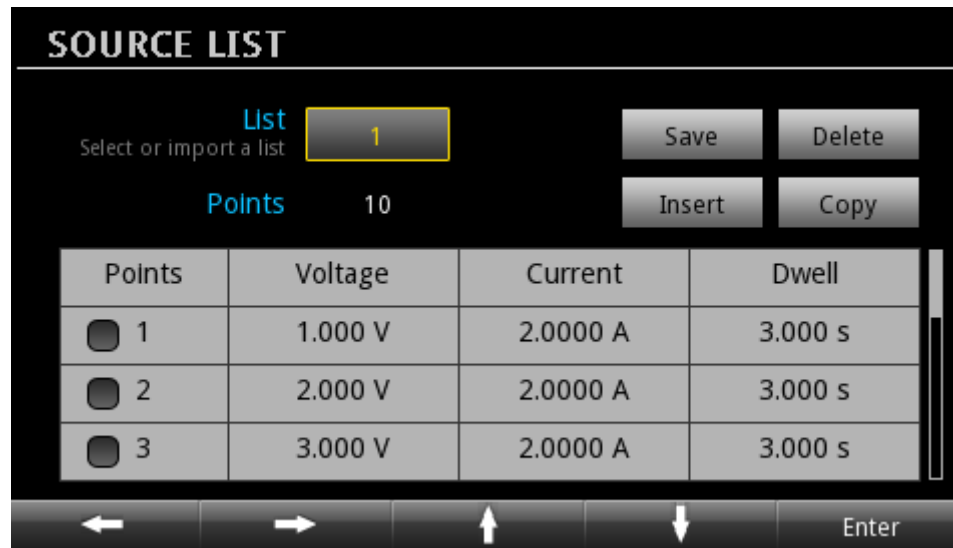 SOURCE LIST
List
Select or import a list
1
Save
Delete
Points
10
Insert
Copy
Points Voltage Current Dwell
1 1.000 V 2.0000 A 3.000 s
2 2.000 V 2.0000 A 3.000 s
3 3.000 V 2.0000 A 3.000 s
Enter